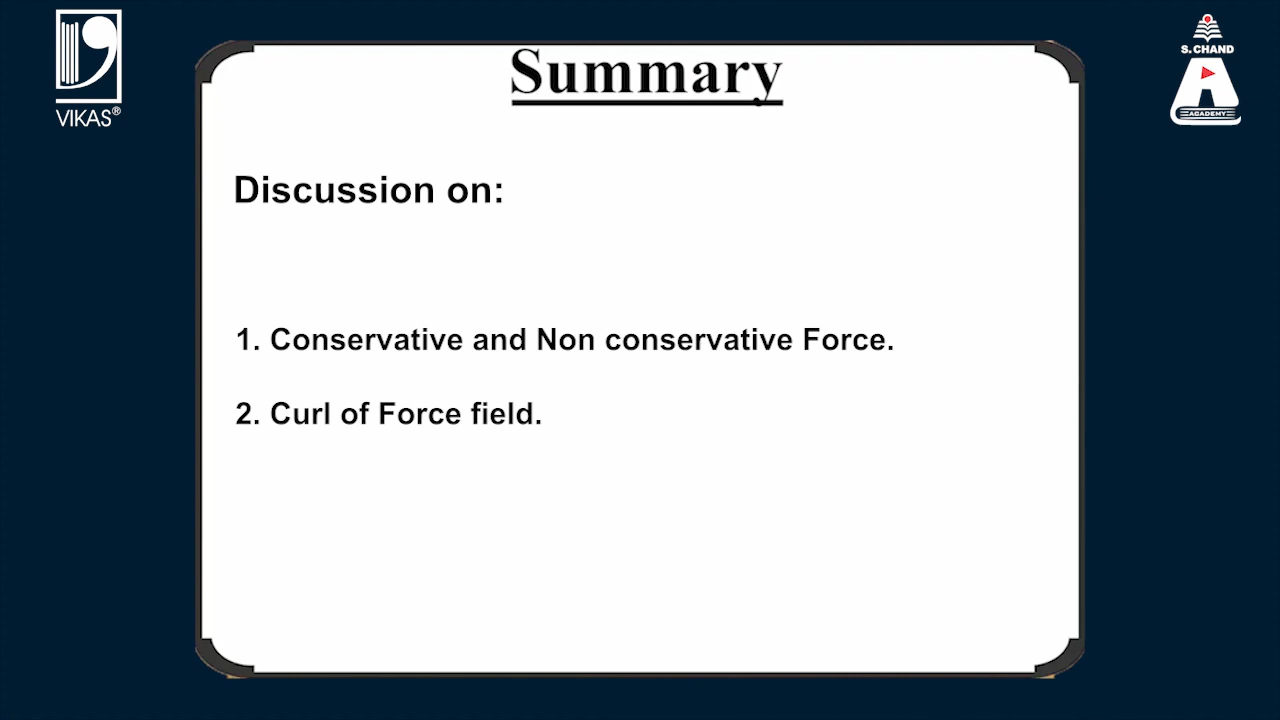 VIKAS®
S.CHAND
ACADEMY
Summary
Discussion on:
1. Conservative and Non conservative Force.
2. Curl of Force field.